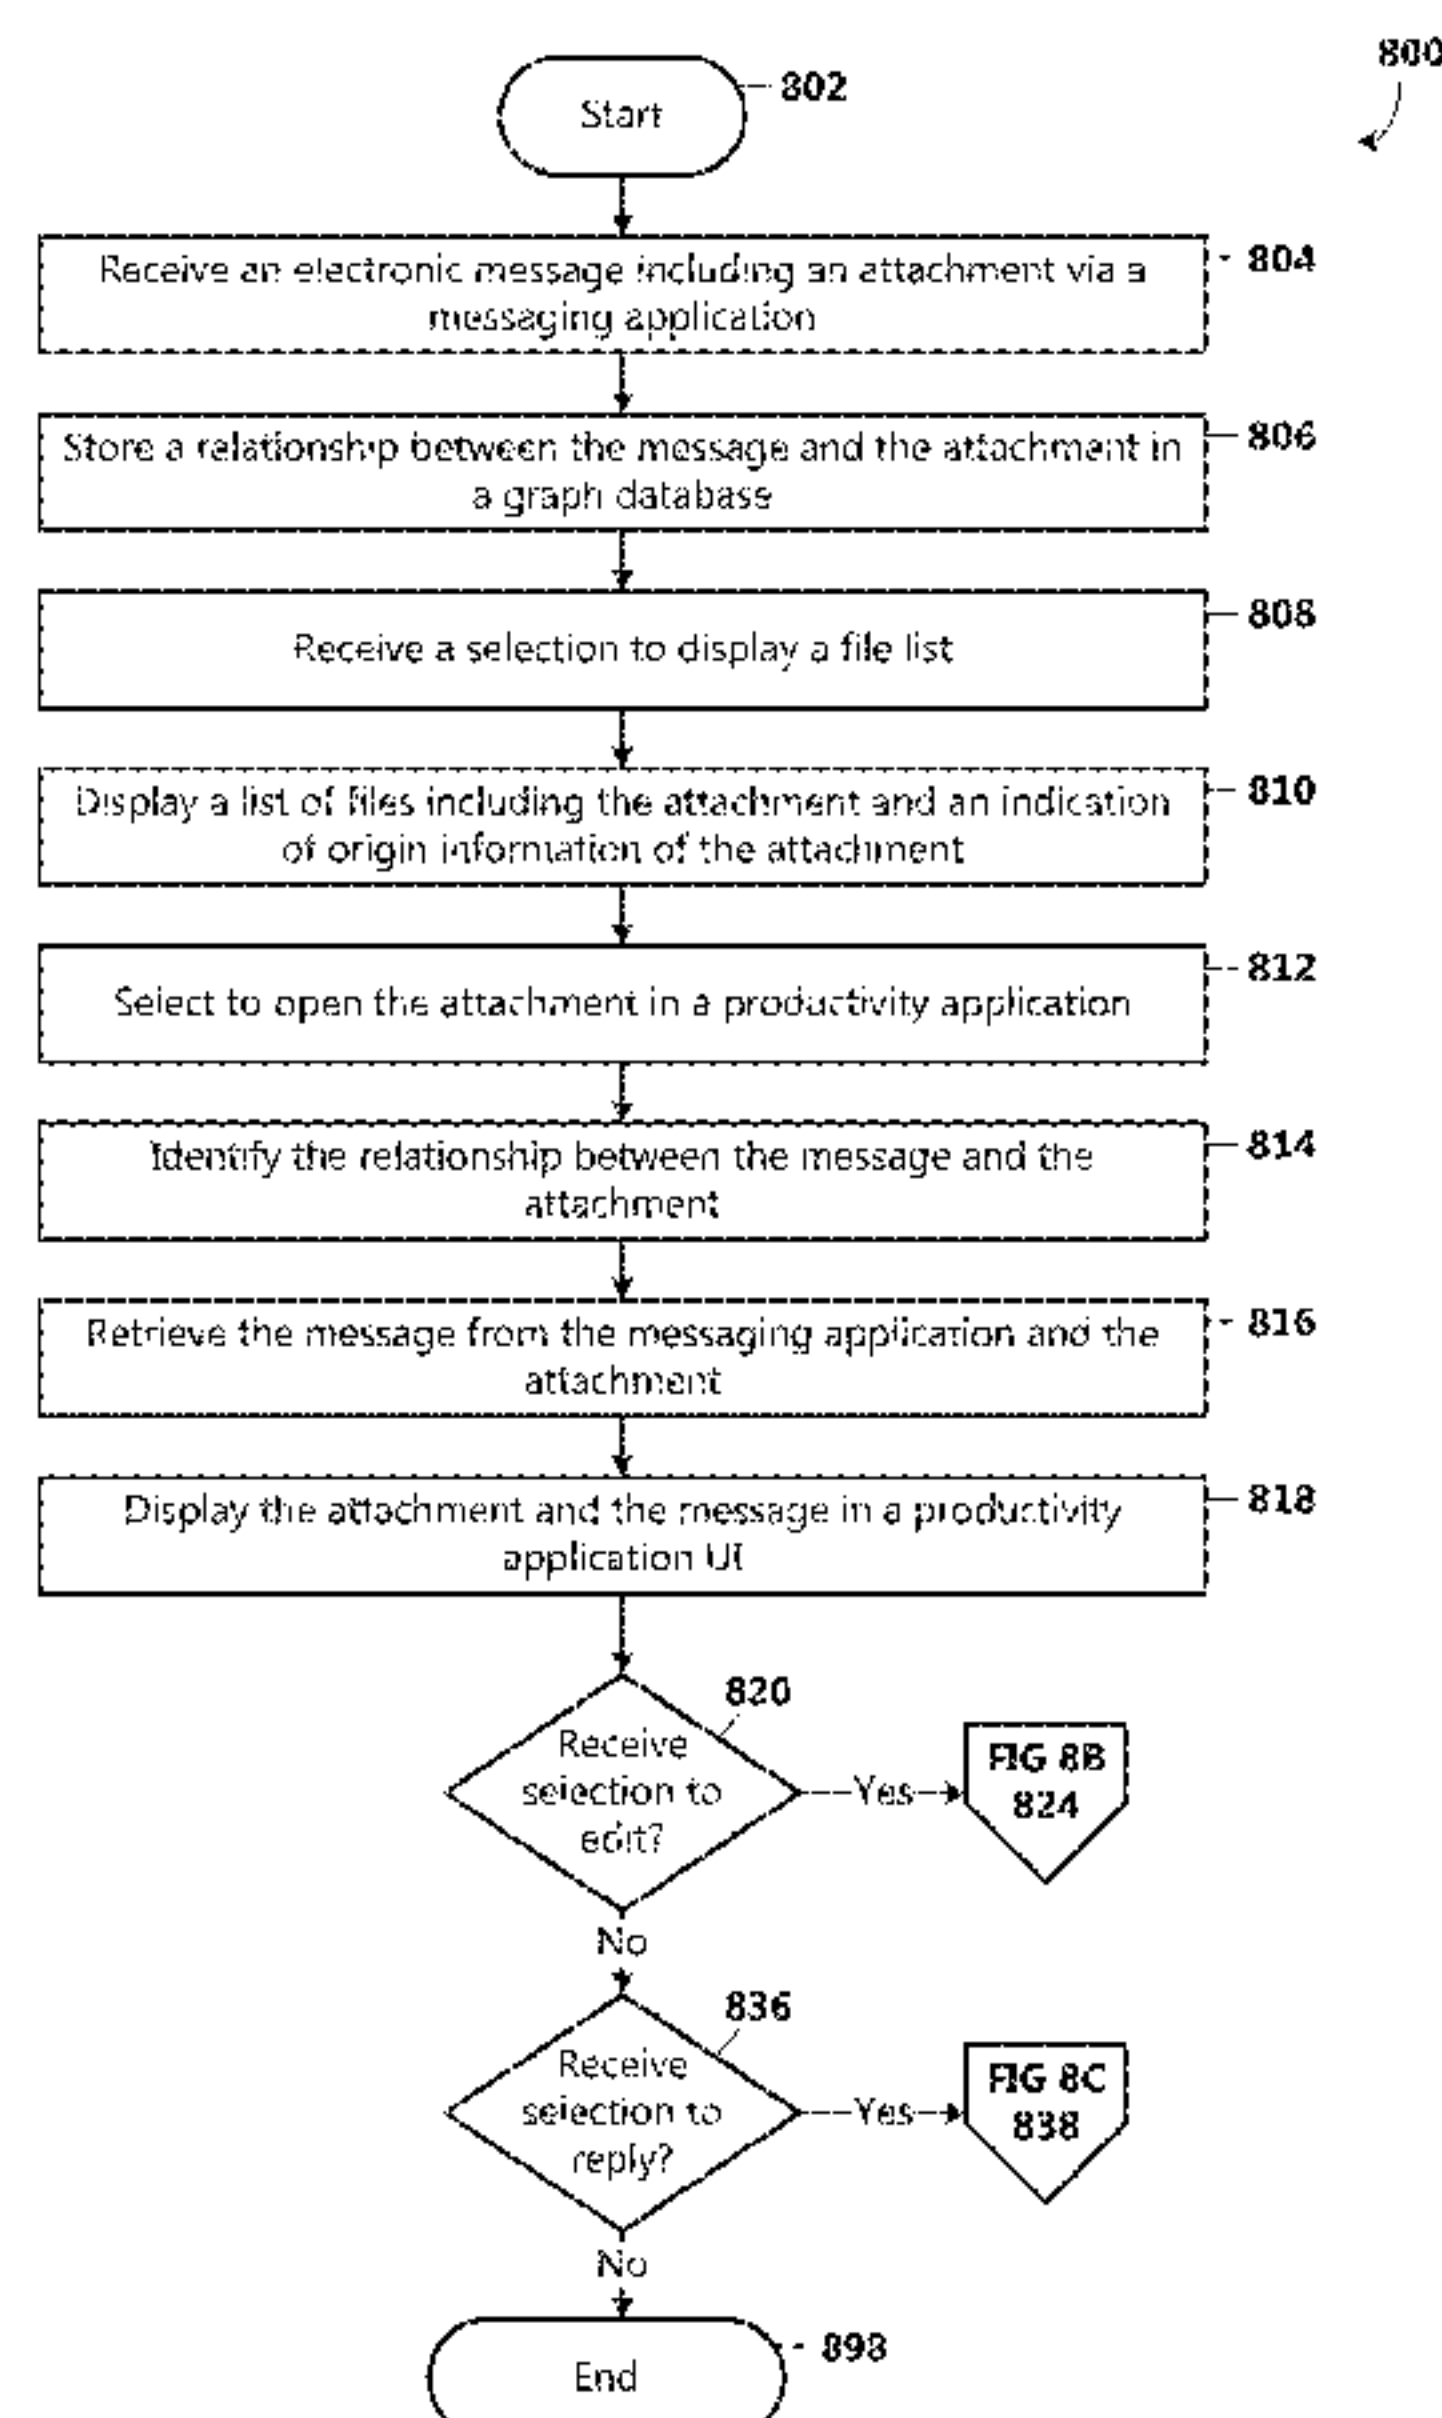 800
Start
802
Receive an electronic message including an attachment via a
messaging application
804
Store a relationship between the message and the attachment in
a graph database
806
Receive a selection to display a file list
808
Display a list of files including the attachment and an indication
of origin information of the attachment
810
Select to open the attachment in a productivity application
812
Identify the relationship between the message and the
attachment
814
Retrieve the message from the messaging application and the
attachment
816
Display the attachment and the message in a productivity
application UI
818
820
Receive
selection to
edit?
Yes
FIG 8B
824
No
836
Receive
selection to
reply?
Yes
FIG 8C
838
No
End
898